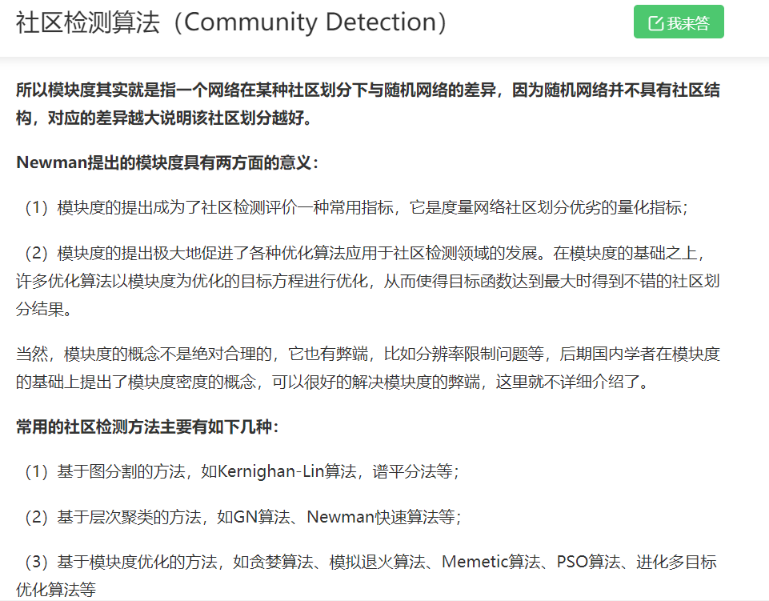 社区检测算法（Community Detection）
我来答
所以模块度其实就是指一个网络在某种社区划分下与随机网络的差异，因为随机网络并不具有社区结
构，对应的差异越大说明该社区划分越好。
Newman提出的模块度具有两方面的意义：
（1）模块度的提出成为了社区检测评价一种常用指标，它是度量网络社区划分优劣的量化指标；
（2）模块度的提出极大地促进了各种优化算法应用于社区检测领域的发展。在模块度的基础之上，
许多优化算法以模块度为优化的目标方程进行优化，从而使得目标函数达到最大时得到不错的社区划
分结果。
当然，模块度的概念不是绝对合理的，它也有弊端，比如分辨率限制问题等，后期国内学者在模块度
的基础上提出了模块度密度的概念，可以很好的解决模块度的弊端，这里就不详细介绍了。
常用的社区检测方法主要有如下几种：
（1）基于图分割的方法，如Kernighan-Lin算法，谱平分法等；
（2）基于层次聚类的方法，如GN算法、Newman快速算法等；
（3）基于模块度优化的方法，如贪婪算法、模拟退火算法、Memetic算法、PSO算法、进化多目标
优化算法等